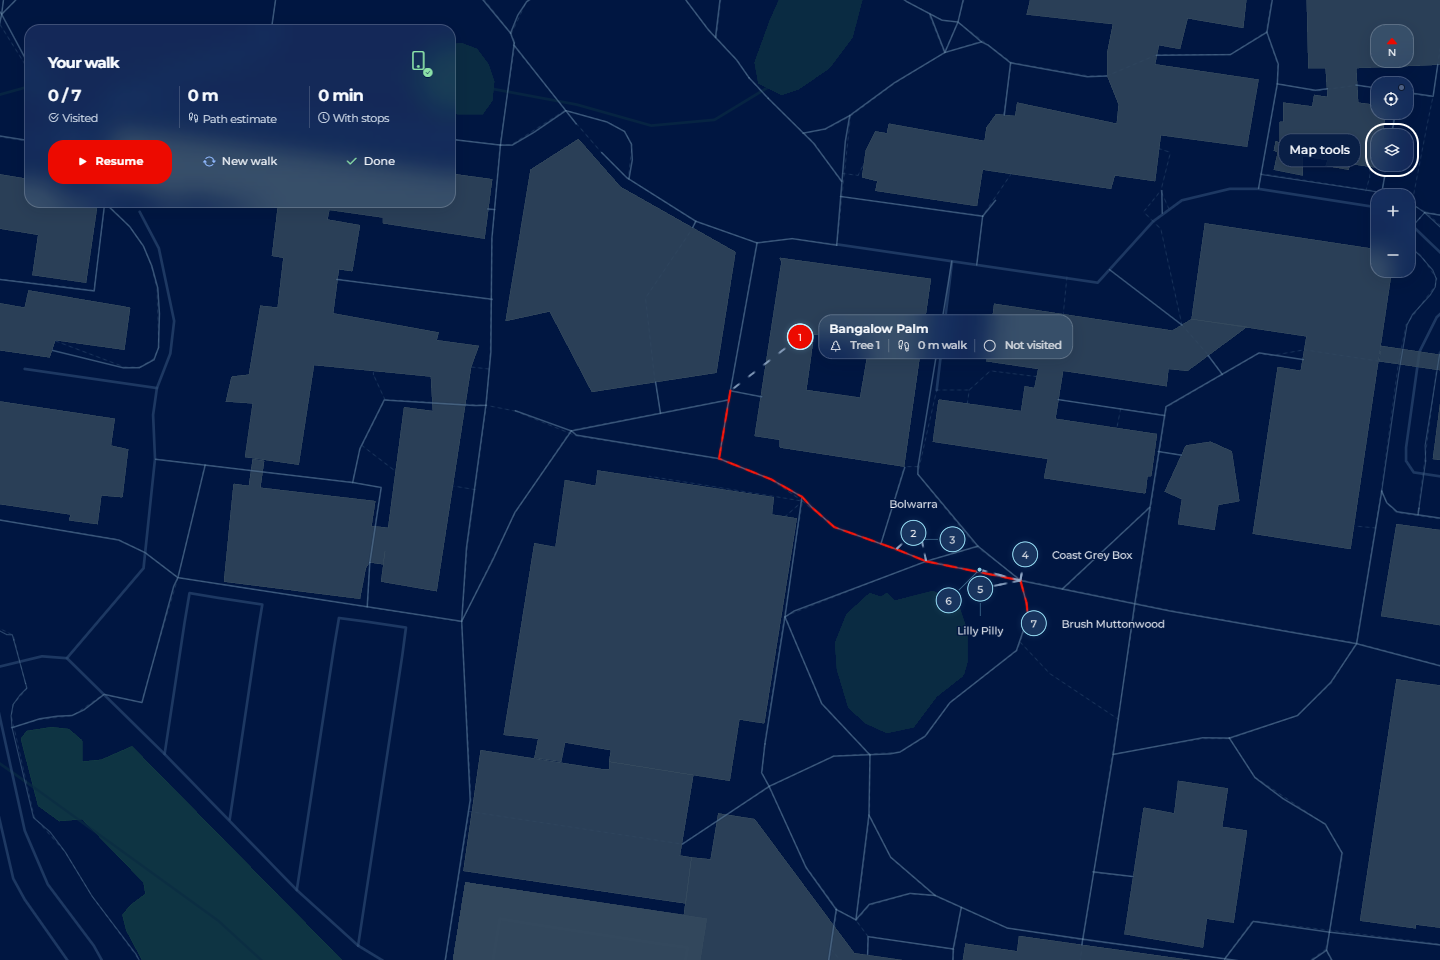 Your walk
0 / 7
Visited
0 m
Path estimate
0 min
With stops
Resume
New walk
Done
N
Map tools
+
−
1
Bangalow Palm
Tree 1
0 m walk
Not visited
Bolwarra
2
3
4
Coast Grey Box
5
6
Lilly Pilly
7
Brush Muttonwood